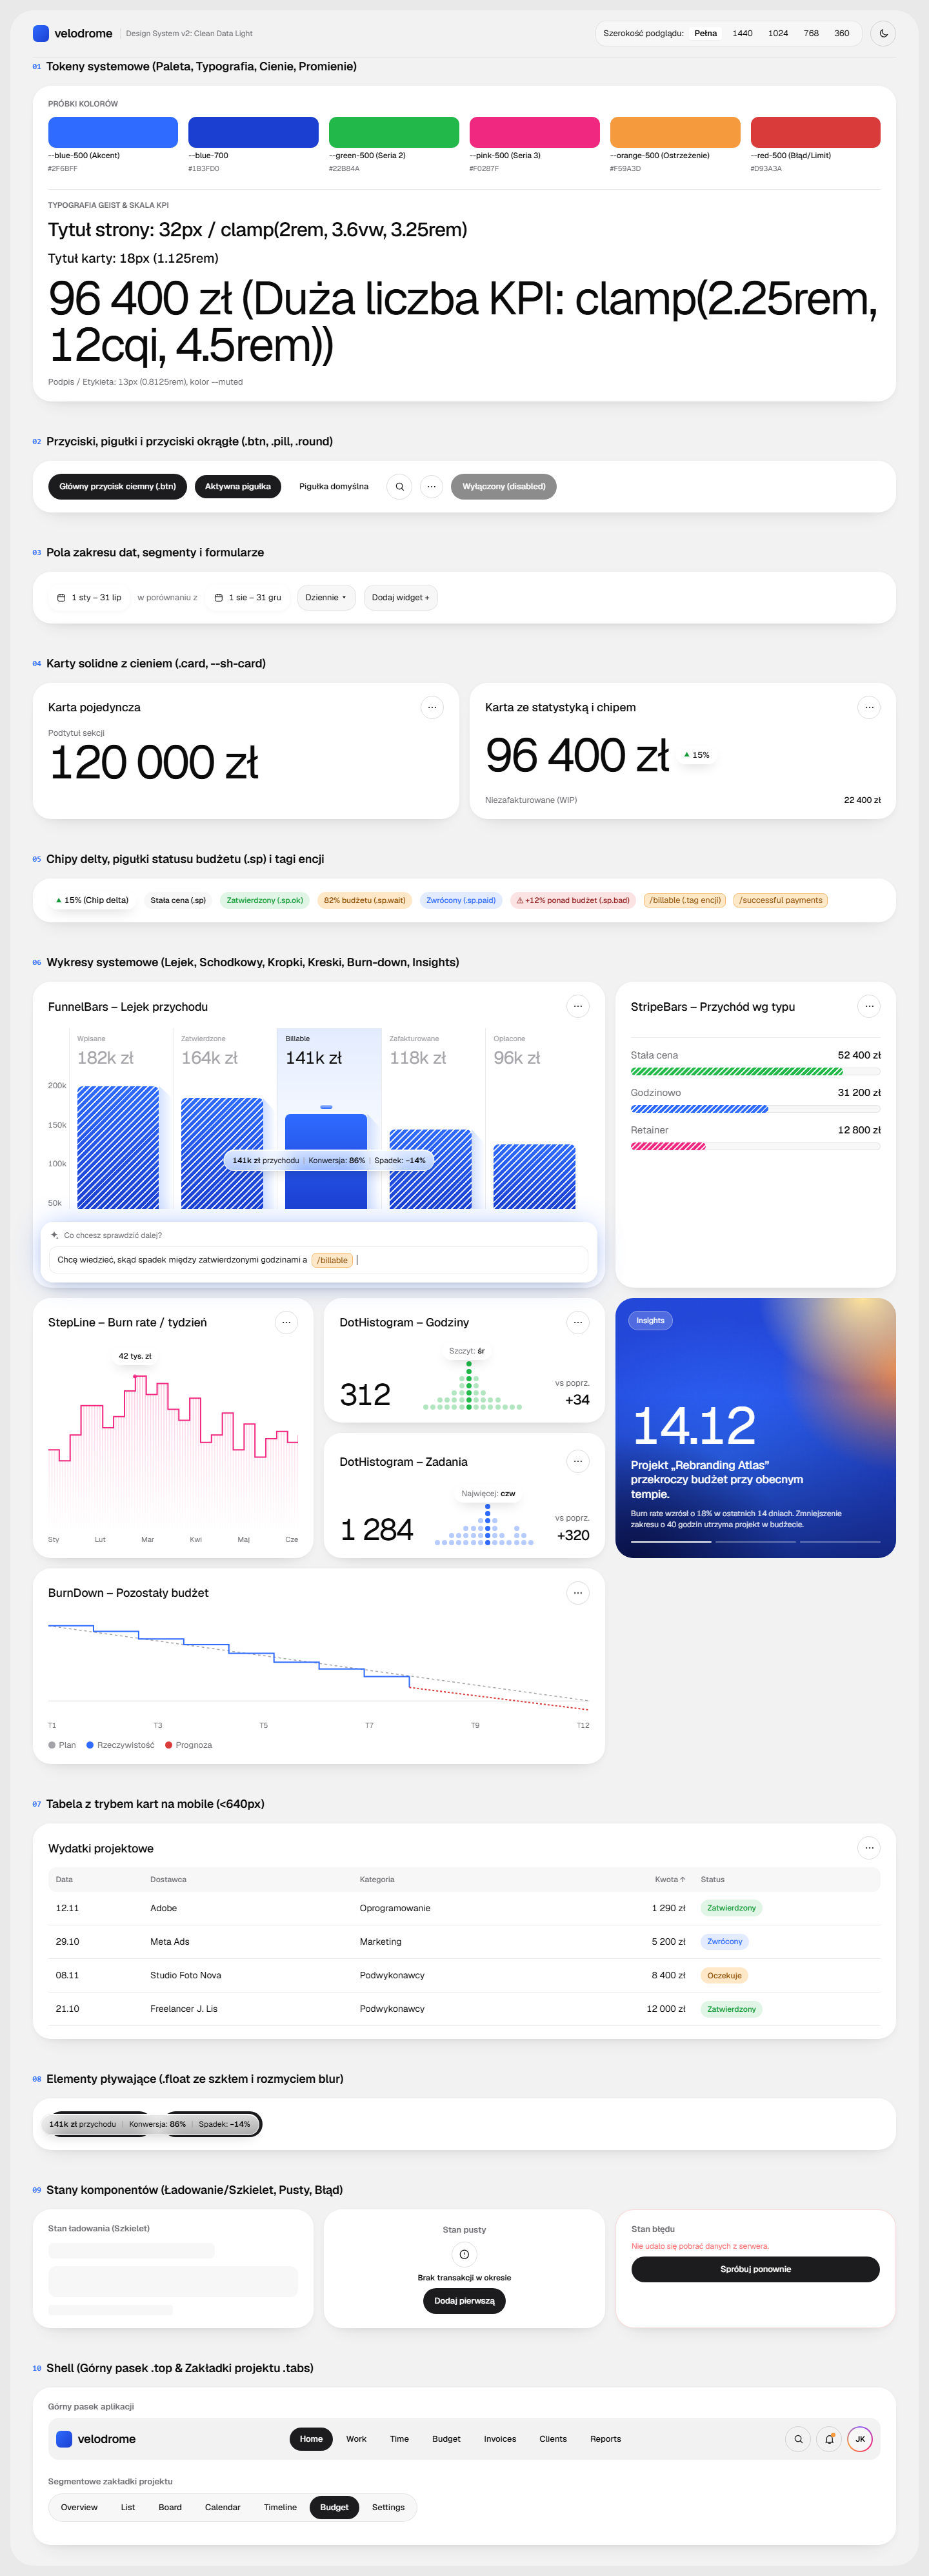 velodrome
Design System v2: Clean Data Light
Szerokość podglądu: Pełna 1440 1024 768 360
01 Tokeny systemowe (Paleta, Typografia, Cienie, Promienie)
PRÓBKI KOLORÓW
--blue-500 (Akcent)
#2F6BFF
--blue-700
#1B3FD0
--green-500 (Seria 2)
#22B84A
--pink-500 (Seria 3)
#F0287F
--orange-500 (Ostrzeżenie)
#F59A3D
--red-500 (Błąd/Limit)
#D93A3A
TYPOGRAFIA GEIST & SKALA KPI
Tytuł strony: 32px / clamp(2rem, 3.6vw, 3.25rem)
Tytuł karty: 18px (1.125rem)
96 400 zł (Duża liczba KPI: clamp(2.25rem,
12cqi, 4.5rem))
Podpis / Etykieta: 13px (0.8125rem), kolor --muted
02 Przyciski, pigułki i przyciski okrągłe (.btn, .pill, .round)
Główny przycisk ciemny (.btn)
Aktywna pigułka
Pigułka domyślna
Wyłączony (disabled)
03 Pola zakresu dat, segmenty i formularze
1 sty – 31 lip
w porównaniu z
1 sie – 31 gru
Dziennie
Dodaj widget +
04 Karty solidne z cieniem (.card, --sh-card)
Karta pojedyncza
Podtytuł sekcji
120 000 zł
Karta ze statystyką i chipem
96 400 zł
15%
Niezafakturowane (WIP)
22 400 zł
05 Chipy delty, pigułki statusu budżetu (.sp) i tagi encji
15% (Chip delta)
Stała cena (.sp)
Zatwierdzony (.sp.ok)
82% budżetu (.sp.wait)
Zwrócony (.sp.paid)
+12% ponad budżet (.sp.bad)
/billable (.tag encji)
/successful payments
06 Wykresy systemowe (Lejek, Schodkowy, Kropki, Kreski, Burn-down, Insights)
FunnelBars – Lejek przychodu
Wpisane
182k zł
Zatwierdzone
164k zł
Billable
141k zł
Zafakturowane
118k zł
Opłacone
96k zł
200k
150k
100k
50k
141k zł przychodu | Konwersja: 86% | Spadek: −14%
Co chcesz sprawdzić dalej?
Chcę wiedzieć, skąd spadek między zatwierdzonymi godzinami a /billable
StripeBars – Przychód wg typu
Stała cena 52 400 zł
Godzinowo 31 200 zł
Retainer 12 800 zł
StepLine – Burn rate / tydzień
42 tys. zł
Sty Lut Mar Kwi Maj Cze
DotHistogram – Godziny
312
Szczyt: śr
vs poprz.
+34
DotHistogram – Zadania
1 284
Najwięcej: czw
vs poprz.
+320
Insights
14.12
Projekt „Rebranding Atlas”
przekroczy budżet przy obecnym
tempie.
Burn rate wzrósł o 18% w ostatnich 14 dniach. Zmniejszenie
zakresu o 40 godzin utrzyma projekt w budżecie.
BurnDown – Pozostały budżet
T1 T3 T5 T7 T9 T12
Plan Rzeczywistość Prognoza
07 Tabela z trybem kart na mobile (<640px)
Wydatki projektowe
Data Dostawca Kategoria Kwota ↑ Status
12.11 Adobe Oprogramowanie 1 290 zł Zatwierdzony
29.10 Meta Ads Marketing 5 200 zł Zwrócony
08.11 Studio Foto Nova Podwykonawcy 8 400 zł Oczekuje
21.10 Freelancer J. Lis Podwykonawcy 12 000 zł Zatwierdzony
08 Elementy pływające (.float ze szkłem i rozmyciem blur)
141k zł przychodu | Konwersja: 86% | Spadek: −14%
09 Stany komponentów (Ładowanie/Szkielet, Pusty, Błąd)
Stan ładowania (Szkielet)
Stan pusty
Brak transakcji w okresie
Dodaj pierwszą
Stan błędu
Nie udało się pobrać danych z serwera.
Spróbuj ponownie
10 Shell (Górny pasek .top & Zakładki projektu .tabs)
Górny pasek aplikacji
velodrome
Home Work Time Budget Invoices Clients Reports
JK
Segmentowe zakładki projektu
Overview List Board Calendar Timeline Budget Settings